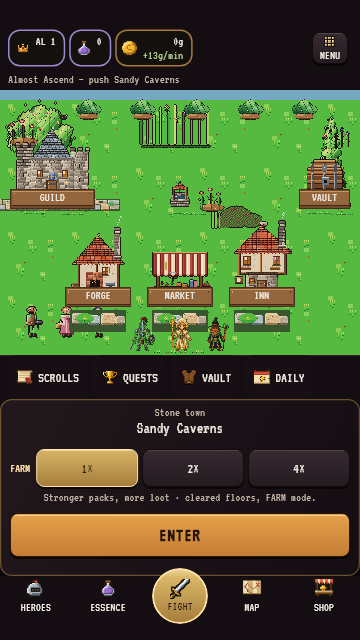 AL 1
0
0g
+13g/min
MENU
Almost Ascend – push Sandy Caverns
GUILD
VAULT
FORGE
MARKET
INN
SCROLLS
QUESTS
VAULT
DAILY
Stone town
Sandy Caverns
FARM
1X
2X
4X
Stronger packs, more loot · cleared floors, FARM mode.
ENTER
HEROES
ESSENCE
FIGHT
MAP
SHOP